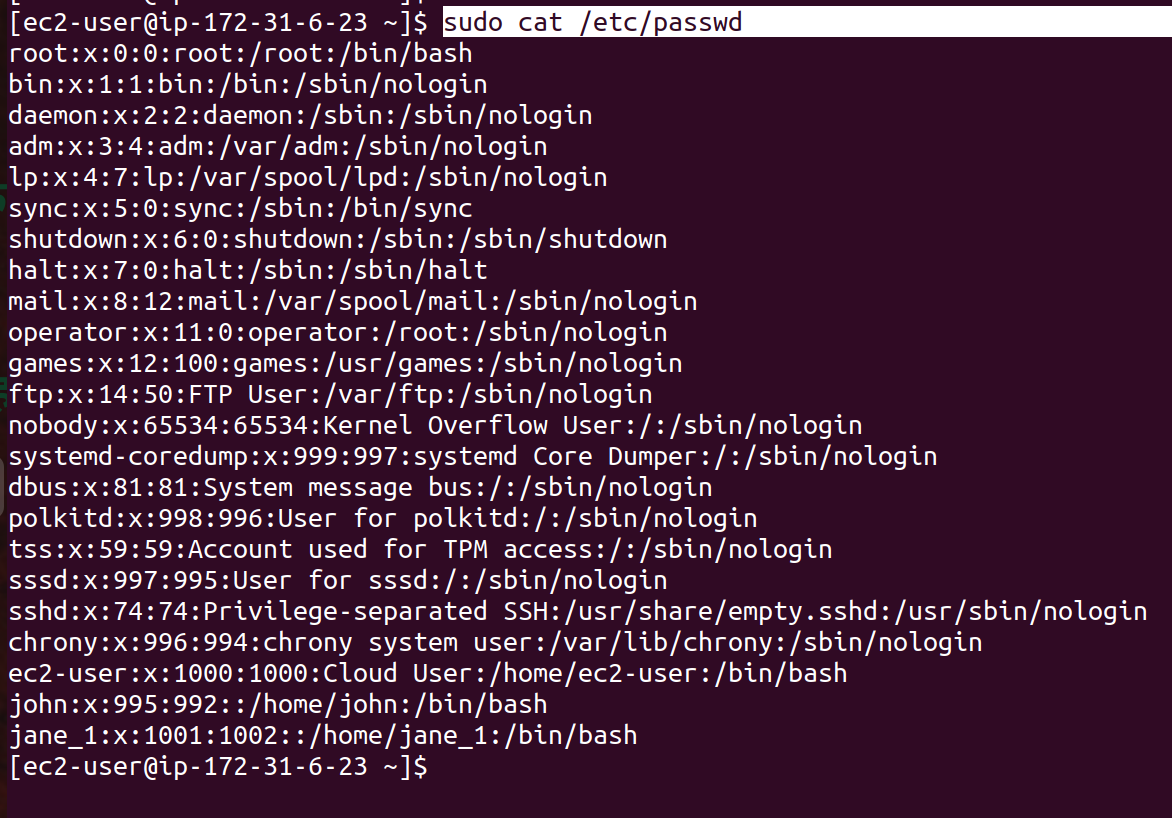 [ec2-user@ip-172-31-6-23 ~]$ sudo cat /etc/passwd
root:x:0:0:root:/root:/bin/bash
bin:x:1:1:bin:/bin:/sbin/nologin
daemon:x:2:2:daemon:/sbin:/sbin/nologin
adm:x:3:4:adm:/var/adm:/sbin/nologin
lp:x:4:7:lp:/var/spool/lpd:/sbin/nologin
sync:x:5:0:sync:/sbin:/bin/sync
shutdown:x:6:0:shutdown:/sbin:/sbin/shutdown
halt:x:7:0:halt:/sbin:/sbin/halt
mail:x:8:12:mail:/var/spool/mail:/sbin/nologin
operator:x:11:0:operator:/root:/sbin/nologin
games:x:12:100:games:/usr/games:/sbin/nologin
ftp:x:14:50:FTP User:/var/ftp:/sbin/nologin
nobody:x:65534:65534:Kernel Overflow User:/:/sbin/nologin
systemd-coredump:x:999:997:systemd Core Dumper:/:/sbin/nologin
dbus:x:81:81:System message bus:/:/sbin/nologin
polkitd:x:998:996:User for polkitd:/:/sbin/nologin
tss:x:59:59:Account used for TPM access:/:/sbin/nologin
sssd:x:997:995:User for sssd:/:/sbin/nologin
sshd:x:74:74:Privilege-separated SSH:/usr/share/empty.sshd:/usr/sbin/nologin
chrony:x:996:994:chrony system user:/var/lib/chrony:/sbin/nologin
ec2-user:x:1000:1000:Cloud User:/home/ec2-user:/bin/bash
john:x:995:992::/home/john:/bin/bash
jane_1:x:1001:1002::/home/jane_1:/bin/bash
[ec2-user@ip-172-31-6-23 ~]$